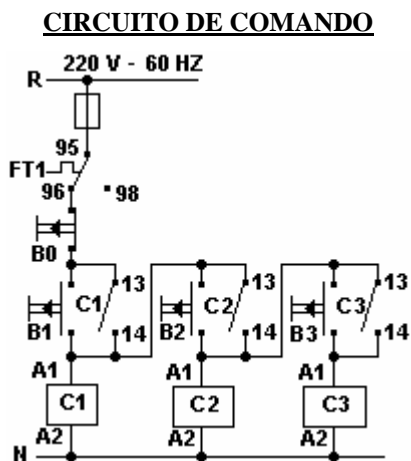 CIRCUITO DE COMANDO
220 V - 60 HZ
R
95
FT1
96 98
B0
C1 13 C2 13 C3 13
B1 14 B2 14 B3 14
A1 A1 A1
C1 C2 C3
A2 A2 A2
N